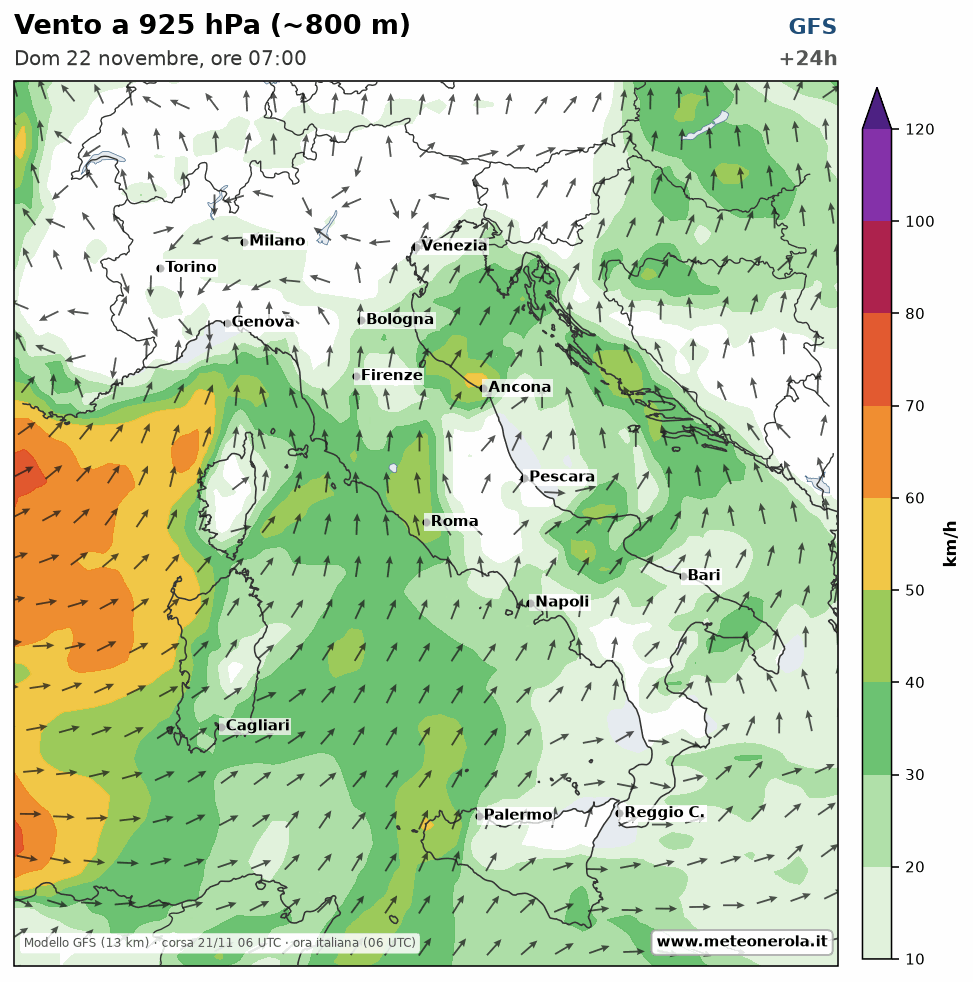 Vento a 925 hPa (~800 m)
GFS
Dom 22 novembre, ore 07:00
+24h
120
100
80
70
60
50
40
30
20
10
km/h
Milano
Venezia
Torino
Genova
Bologna
Firenze
Ancona
Pescara
Roma
Bari
Napoli
Cagliari
Palermo
Reggio C.
Modello GFS (13 km) · corsa 21/11 06 UTC · ora italiana (06 UTC)
www.meteonerola.it